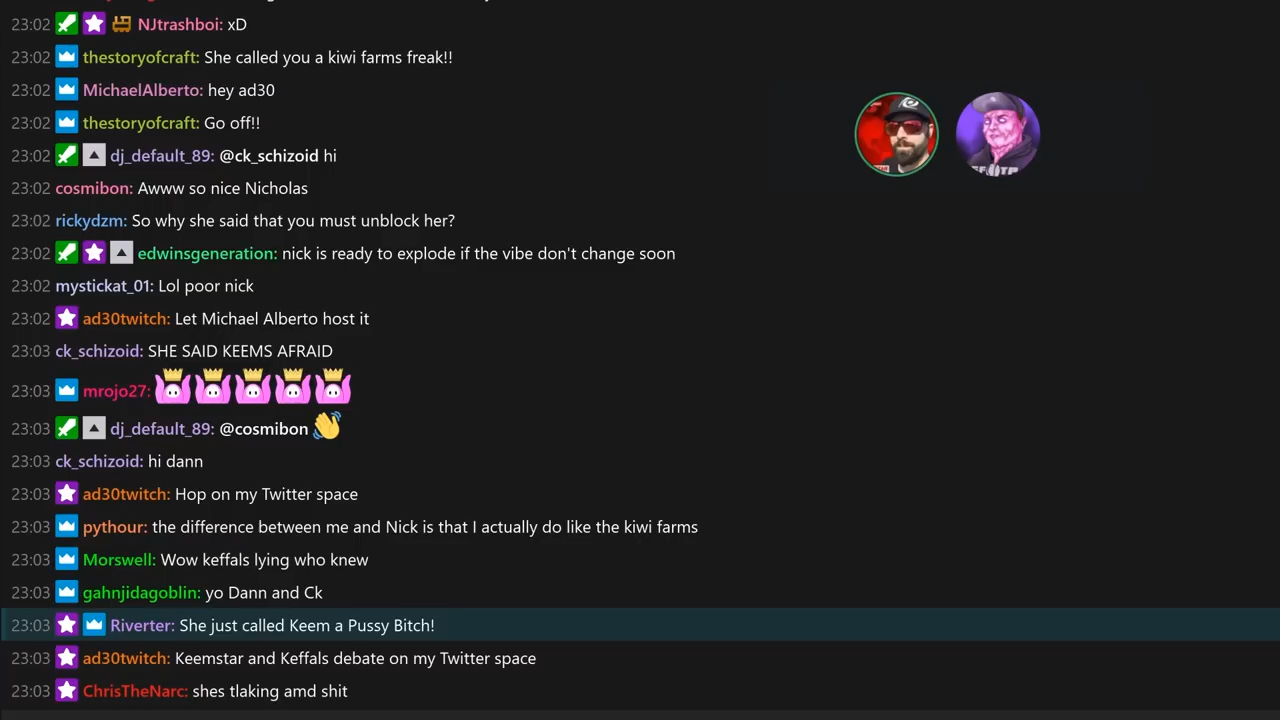 23:02 NJtrashboi: xD
23:02 thestoryofcraft: She called you a kiwi farms freak!!
23:02 MichaelAlberto: hey ad30
23:02 thestoryofcraft: Go off!!
23:02 dj_default_89: @ck_schizoid hi
23:02 cosmibon: Awww so nice Nicholas
23:02 rickydzm: So why she said that you must unblock her?
23:02 edwinsgeneration: nick is ready to explode if the vibe don't change soon
23:02 mystickat_01: Lol poor nick
23:02 ad30twitch: Let Michael Alberto host it
23:03 ck_schizoid: SHE SAID KEEMS AFRAID
23:03 mrojo27:
23:03 dj_default_89: @cosmibon 👋
23:03 ck_schizoid: hi dann
23:03 ad30twitch: Hop on my Twitter space
23:03 pythour: the difference between me and Nick is that I actually do like the kiwi farms
23:03 Morswell: Wow keffals lying who knew
23:03 gahnjidagoblin: yo Dann and Ck
23:03 Riverter: She just called Keem a Pussy Bitch!
23:03 ad30twitch: Keemstar and Keffals debate on my Twitter space
23:03 ChrisTheNarc: shes tlaking amd shit